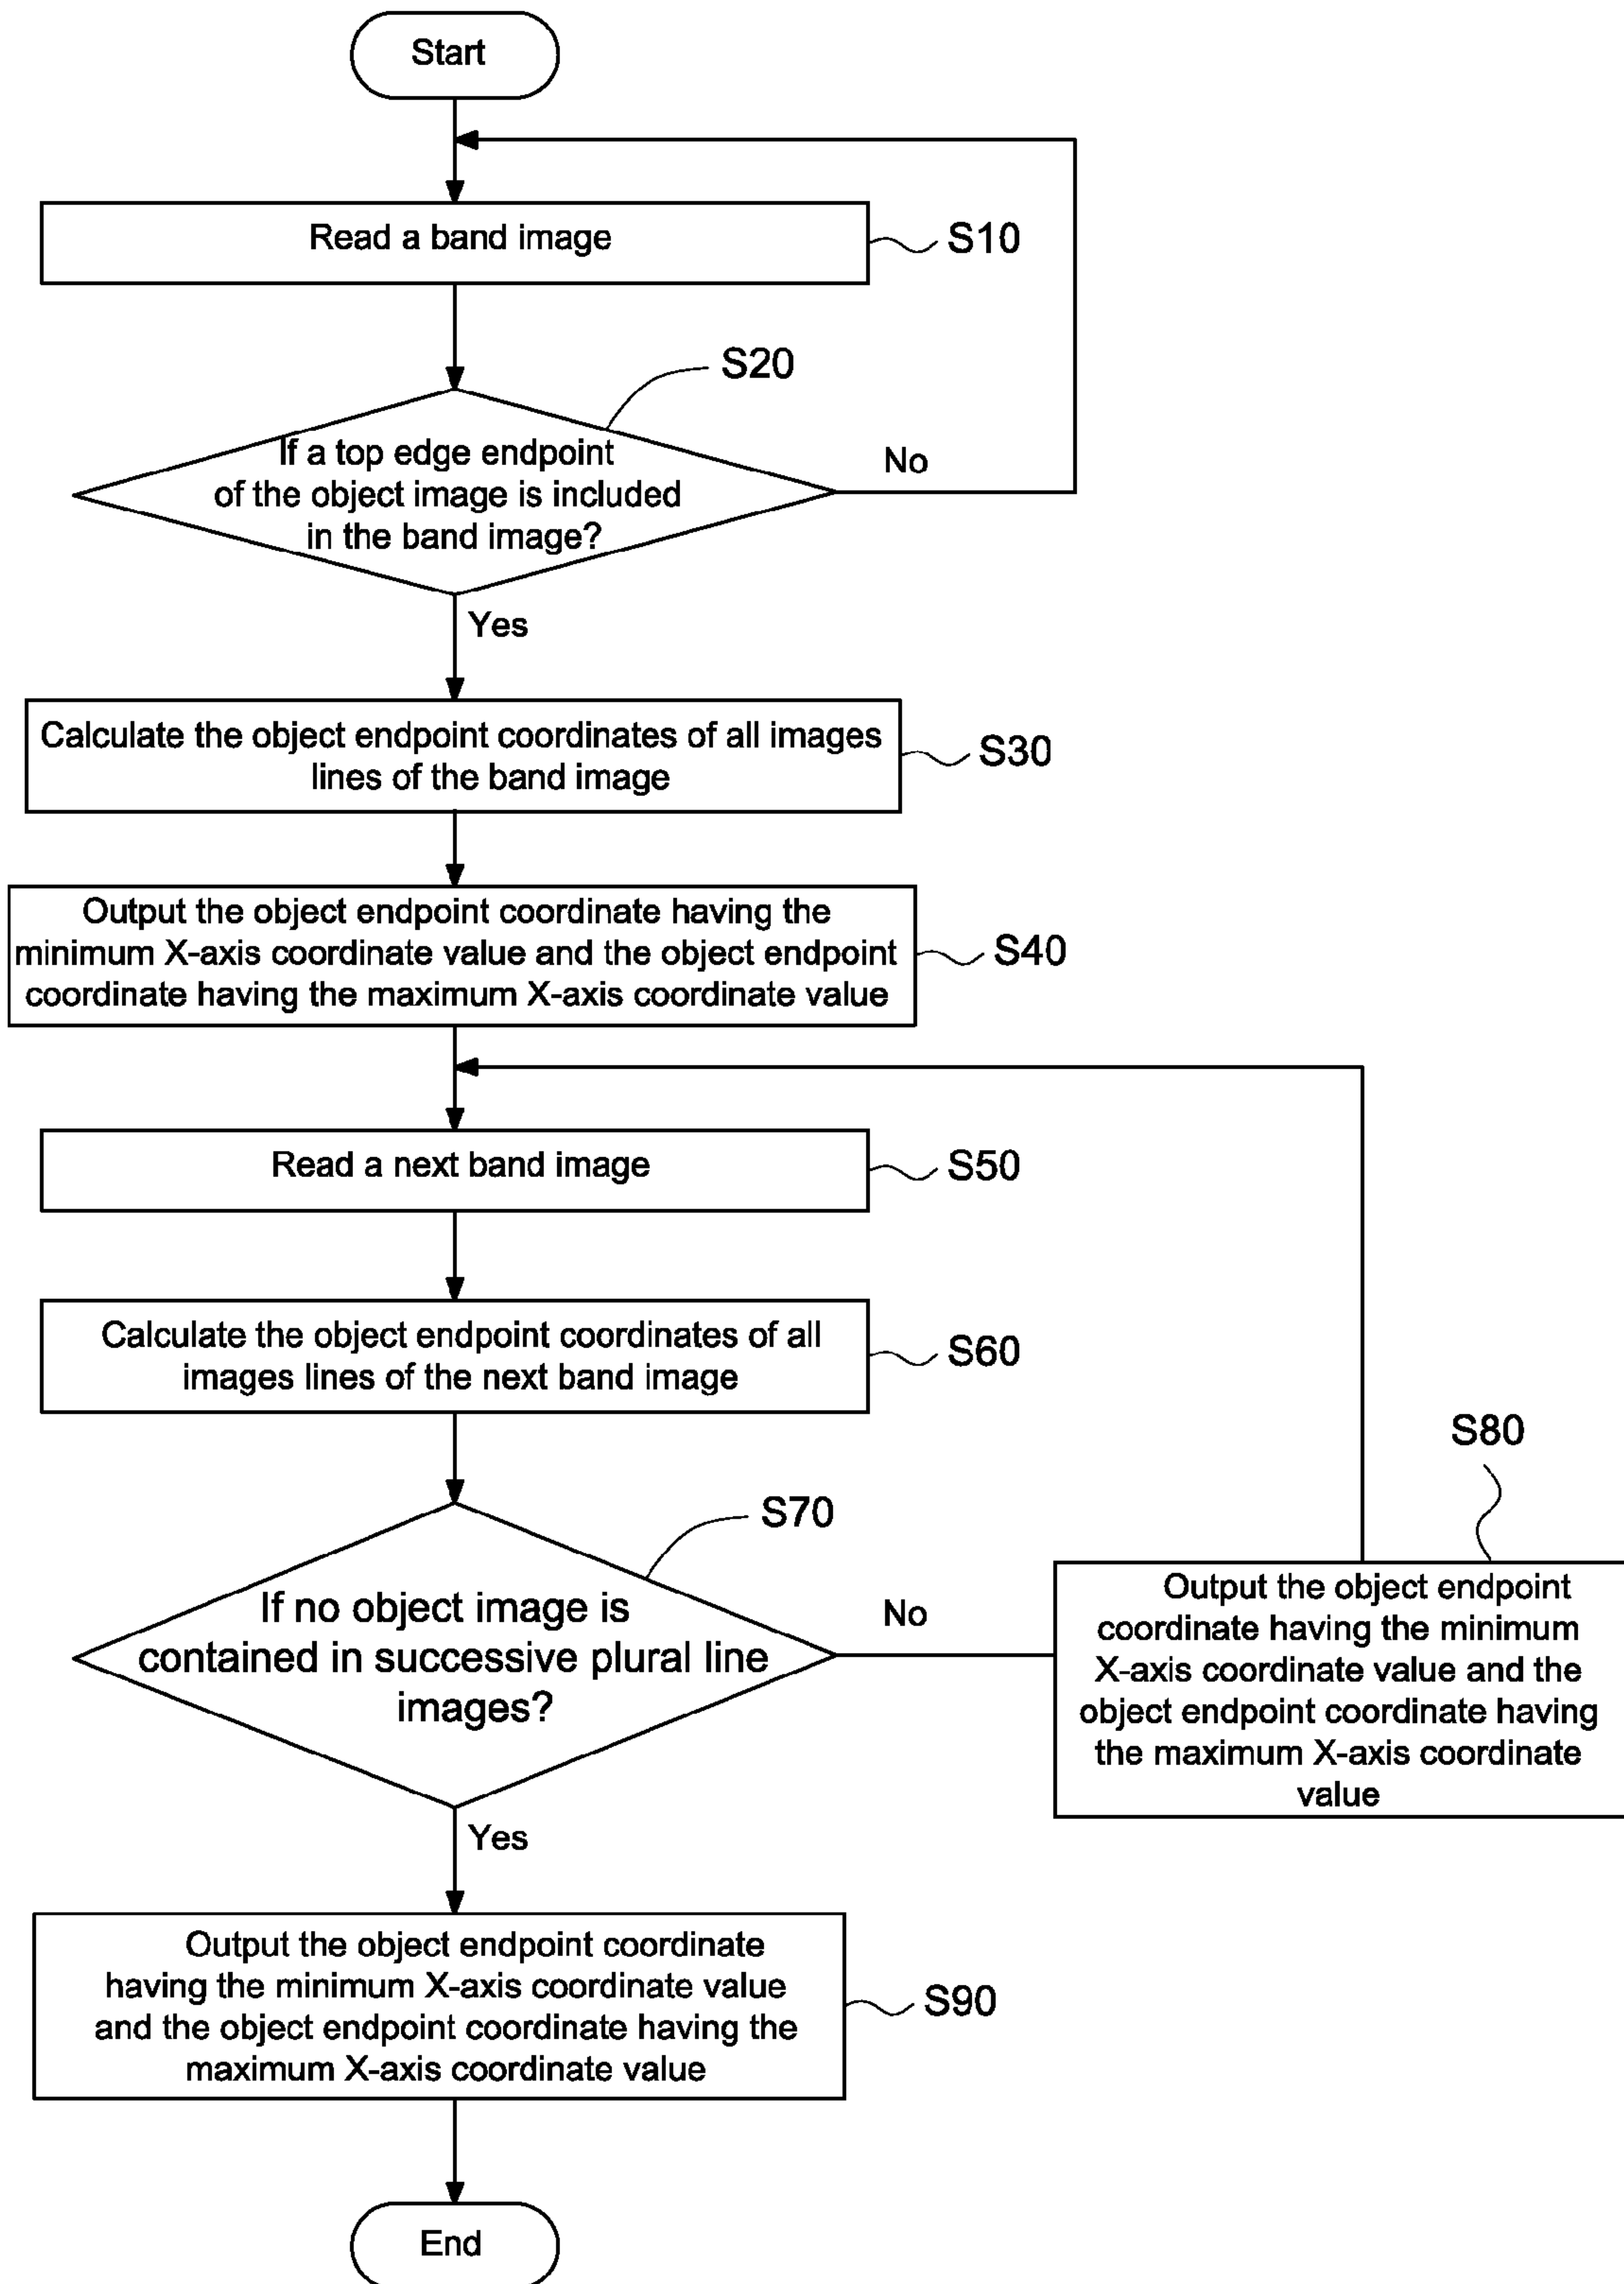 Start
Read a band image
S10
S20
If a top edge endpoint
of the object image is included
in the band image?
No
Yes
Calculate the object endpoint coordinates of all images
lines of the band image
S30
Output the object endpoint coordinate having the
minimum X-axis coordinate value and the object endpoint
coordinate having the maximum X-axis coordinate value
S40
Read a next band image
S50
Calculate the object endpoint coordinates of all
images lines of the next band image
S60
S70
If no object image is
contained in successive plural line
images?
No
S80
Output the object endpoint
coordinate having the minimum
X-axis coordinate value and the
object endpoint coordinate having
the maximum X-axis coordinate
value
Yes
Output the object endpoint coordinate
having the minimum X-axis coordinate value
and the object endpoint coordinate having the
maximum X-axis coordinate value
S90
End